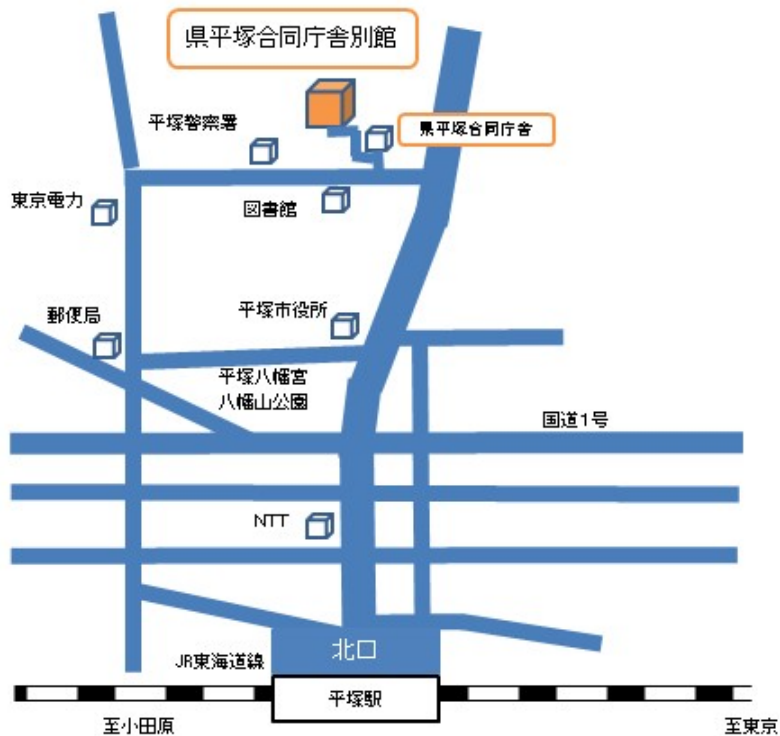 県平塚合同庁舎別館
平塚警察署
県平塚合同庁舎
東京電力
図書館
郵便局
平塚市役所
平塚八幡宮
八幡山公園
国道1号
NTT
北口
JR東海道線
平塚駅
至小田原
至東京